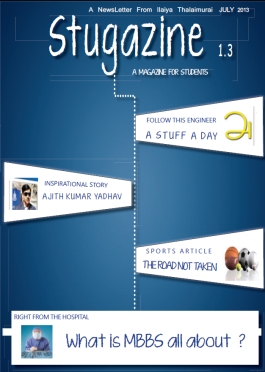 A NewsLetter From Ilaiya Thalaimurai JULY 2013
Stugazine 1.3
A MAGAZINE FOR STUDENTS
FOLLOW THIS ENGINEER
A STUFF A DAY
INSPIRATIONAL STORY
AJITH KUMAR YADHAV
SPORTS ARTICLE
THE ROAD NOT TAKEN
RIGHT FROM THE HOSPITAL
What is MBBS all about ?